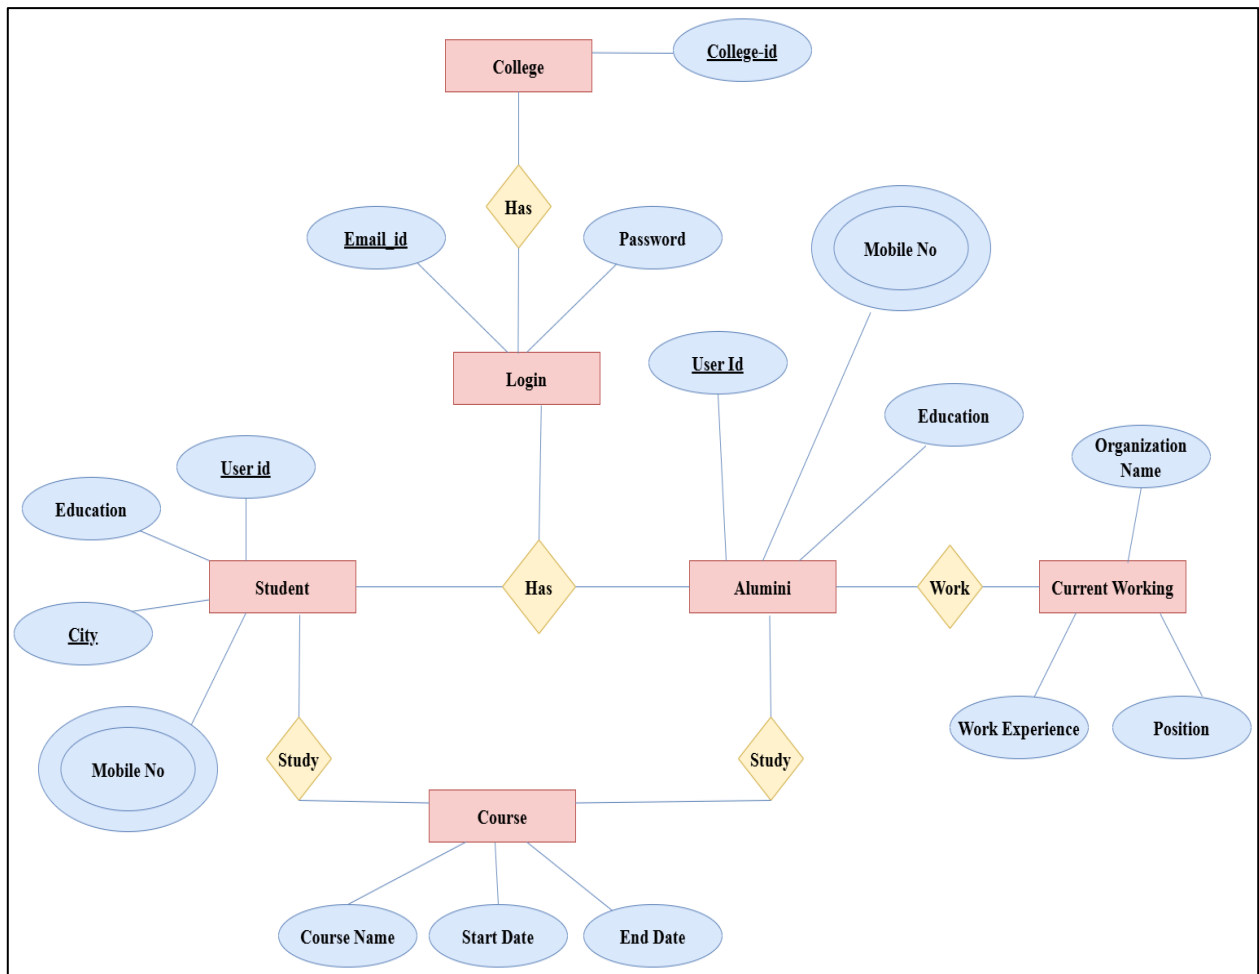 College
College-id
Has
Email_id
Password
Mobile No
Login
User Id
Education
Organization
Name
User id
Education
Student
Has
Alumini
Work
Current Working
City
Mobile No
Study
Study
Work Experience
Position
Course
Course Name
Start Date
End Date